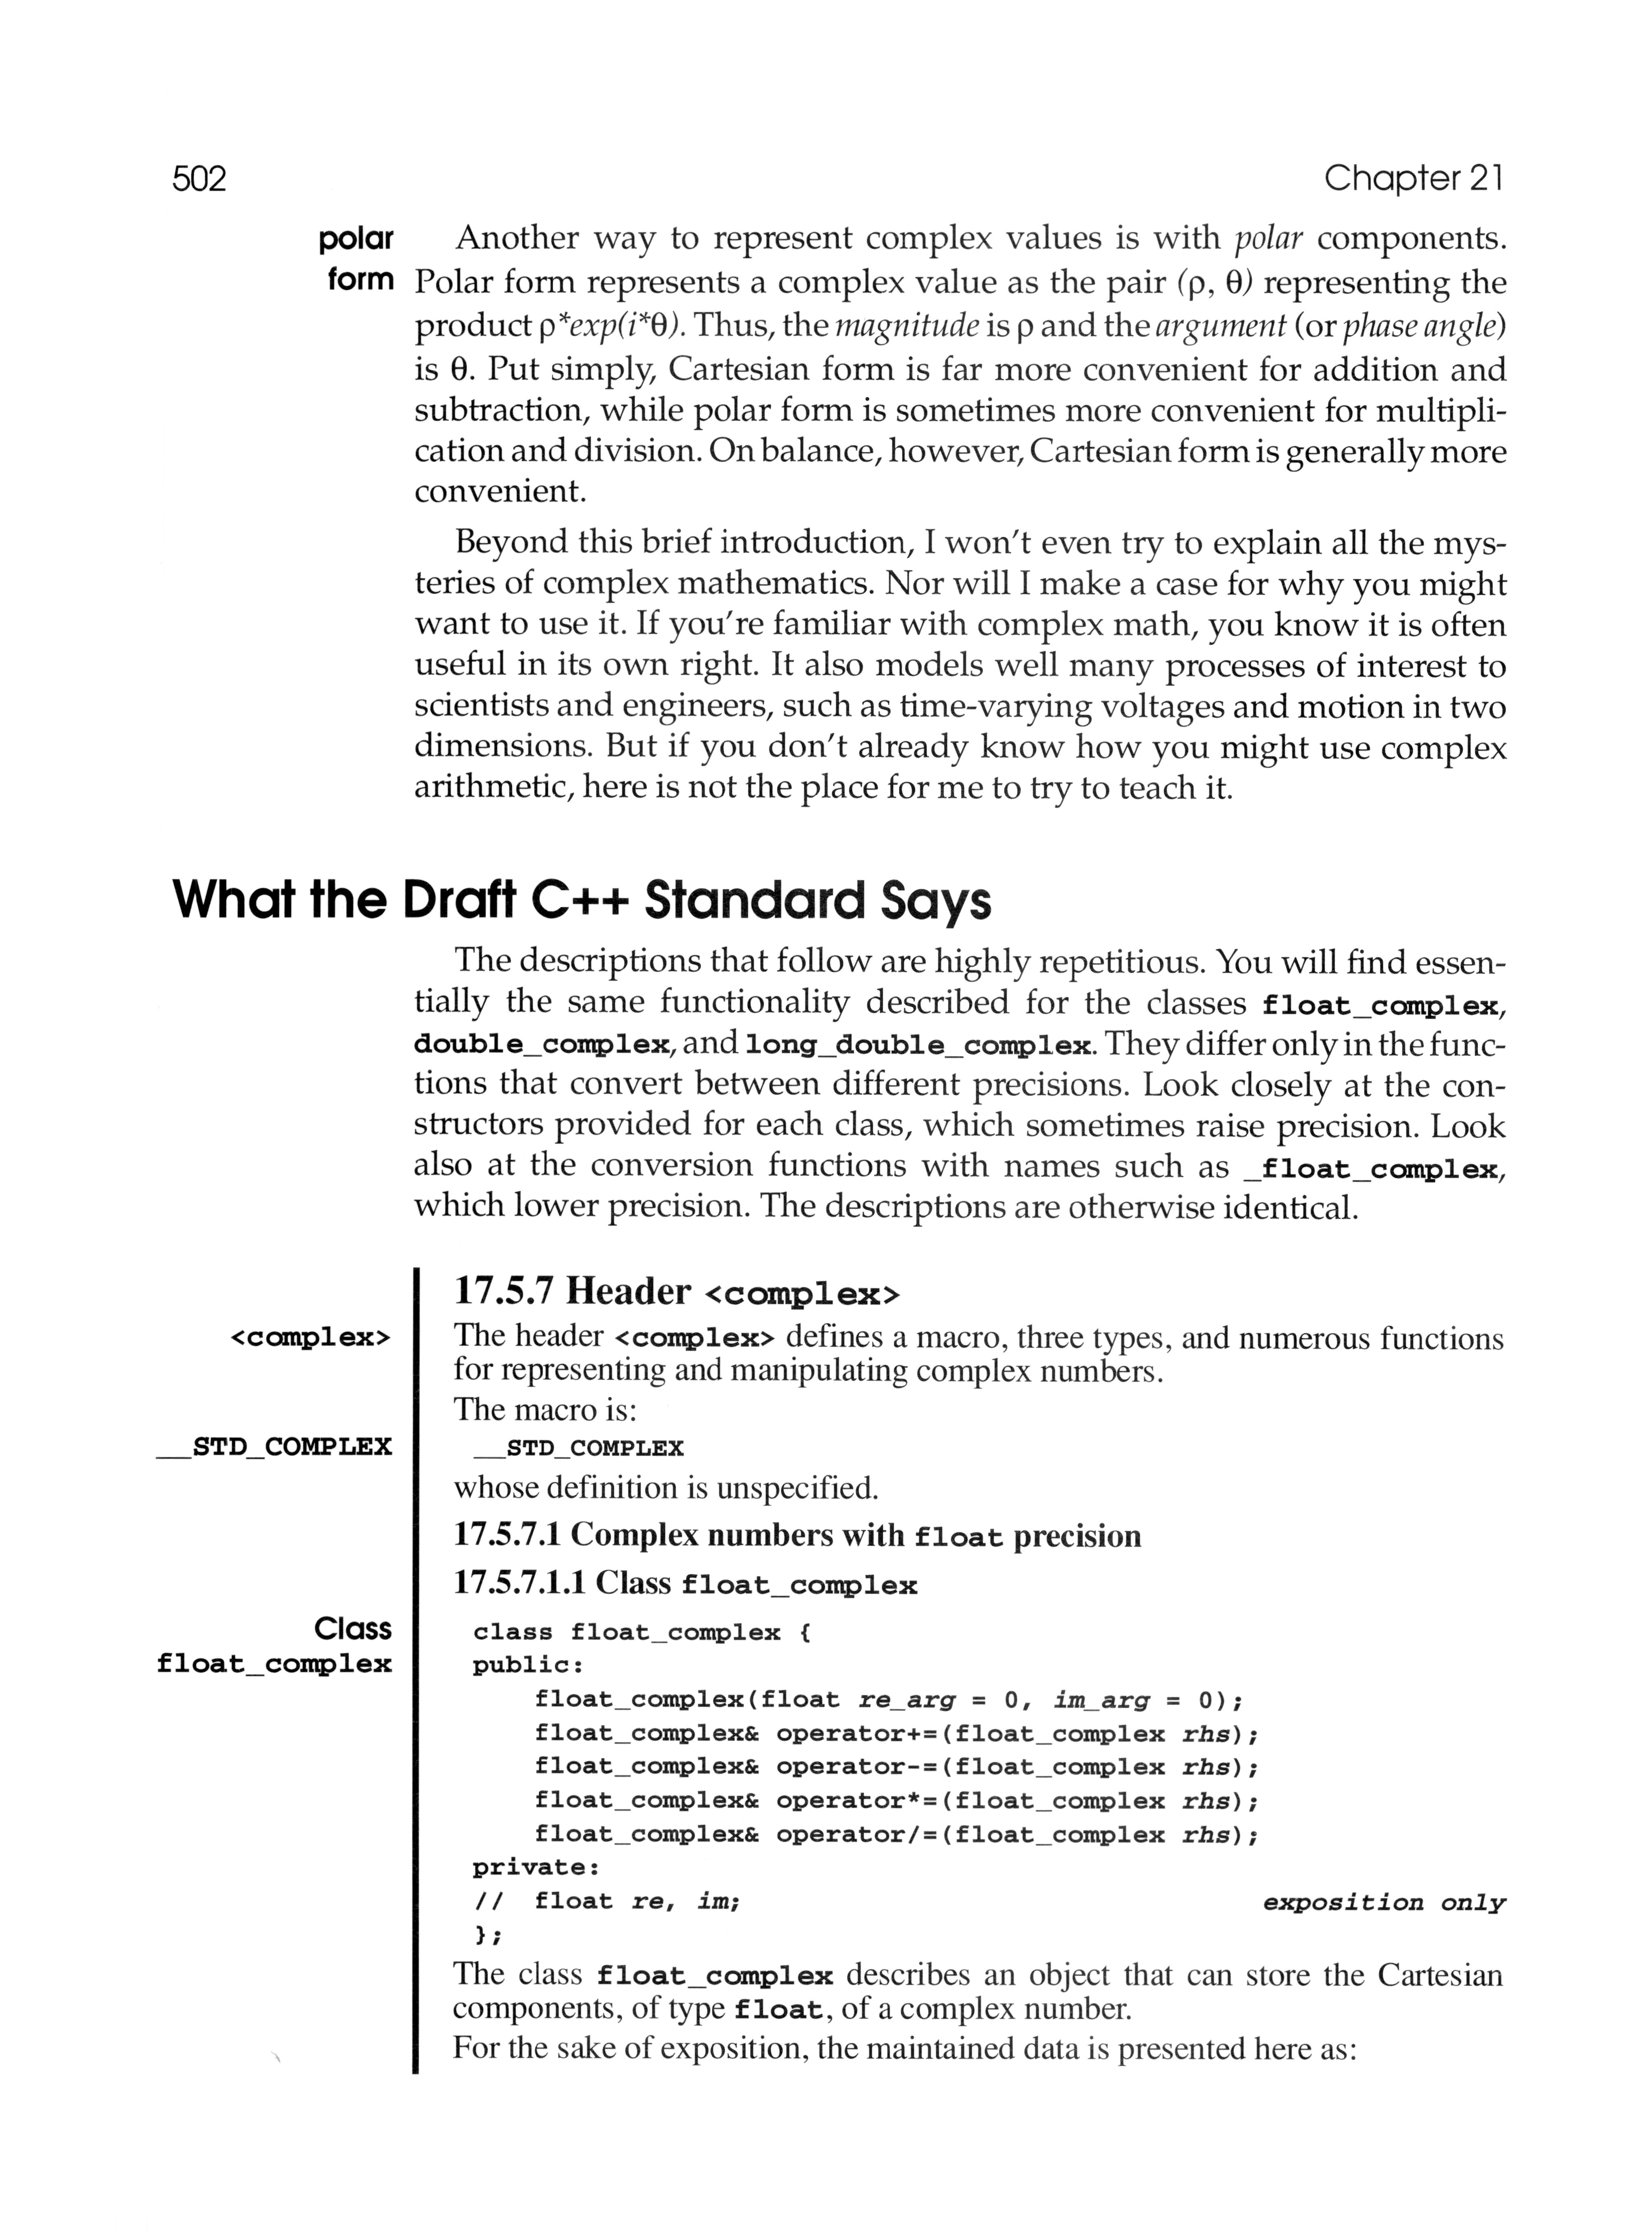 502 Chapter 21
polar Another way to represent complex values is with polar components.
form Polar form represents a complex value as the pair (ρ, θ) representing the
product ρ*exp(i*θ). Thus, the magnitude is ρ and the argument (or phase angle)
is θ. Put simply, Cartesian form is far more convenient for addition and
subtraction, while polar form is sometimes more convenient for multipli-
cation and division. On balance, however, Cartesian form is generally more
convenient.
Beyond this brief introduction, I won't even try to explain all the mys-
teries of complex mathematics. Nor will I make a case for why you might
want to use it. If you're familiar with complex math, you know it is often
useful in its own right. It also models well many processes of interest to
scientists and engineers, such as time-varying voltages and motion in two
dimensions. But if you don't already know how you might use complex
arithmetic, here is not the place for me to try to teach it.
What the Draft C++ Standard Says
The descriptions that follow are highly repetitious. You will find essen-
tially the same functionality described for the classes float_complex,
double_complex, and long_double_complex. They differ only in the func-
tions that convert between different precisions. Look closely at the con-
structors provided for each class, which sometimes raise precision. Look
also at the conversion functions with names such as _float_complex,
which lower precision. The descriptions are otherwise identical.
17.5.7 Header <complex>
<complex> The header <complex> defines a macro, three types, and numerous functions
for representing and manipulating complex numbers.
The macro is:
__STD_COMPLEX __STD_COMPLEX
whose definition is unspecified.
17.5.7.1 Complex numbers with float precision
17.5.7.1.1 Class float_complex
Class class float_complex {
float_complex public:
float_complex(float re_arg = 0, im_arg = 0);
float_complex& operator+=(float_complex rhs);
float_complex& operator-=(float_complex rhs);
float_complex& operator*=(float_complex rhs);
float_complex& operator/=(float_complex rhs);
private:
// float re, im; exposition only
};
The class float_complex describes an object that can store the Cartesian
components, of type float, of a complex number.
For the sake of exposition, the maintained data is presented here as: